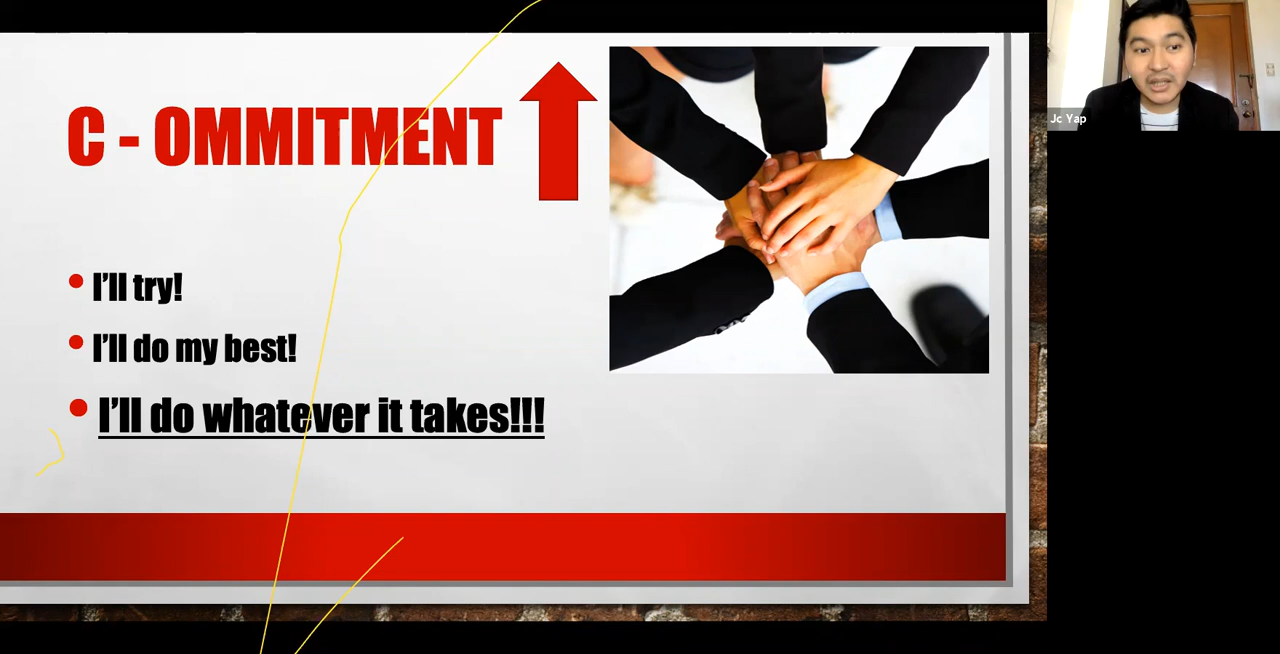 C - OMMITMENT
I'll try!
I'll do my best!
I'll do whatever it takes!!!
Jc Yap